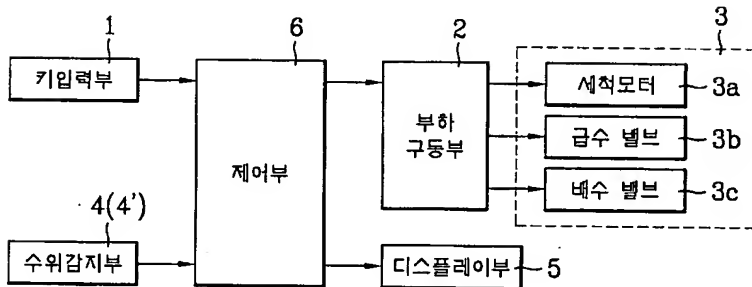 1
키입력부
6
제어부
2
부하
구동부
3
세척모터
3a
급수 밸브
3b
배수 밸브
3c
4(4')
수위감지부
디스플레이부
5